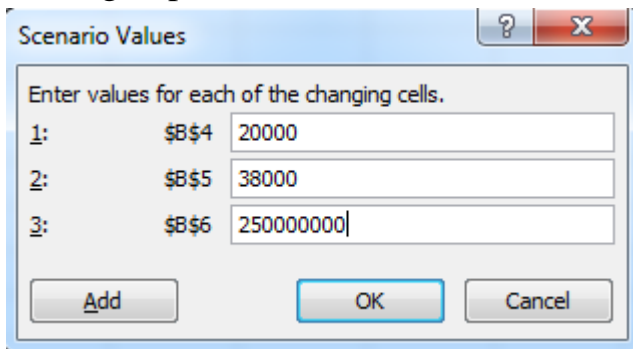 Scenario Values
Enter values for each of the changing cells.
1: $B$4 20000
2: $B$5 38000
3: $B$6 250000000
Add OK Cancel